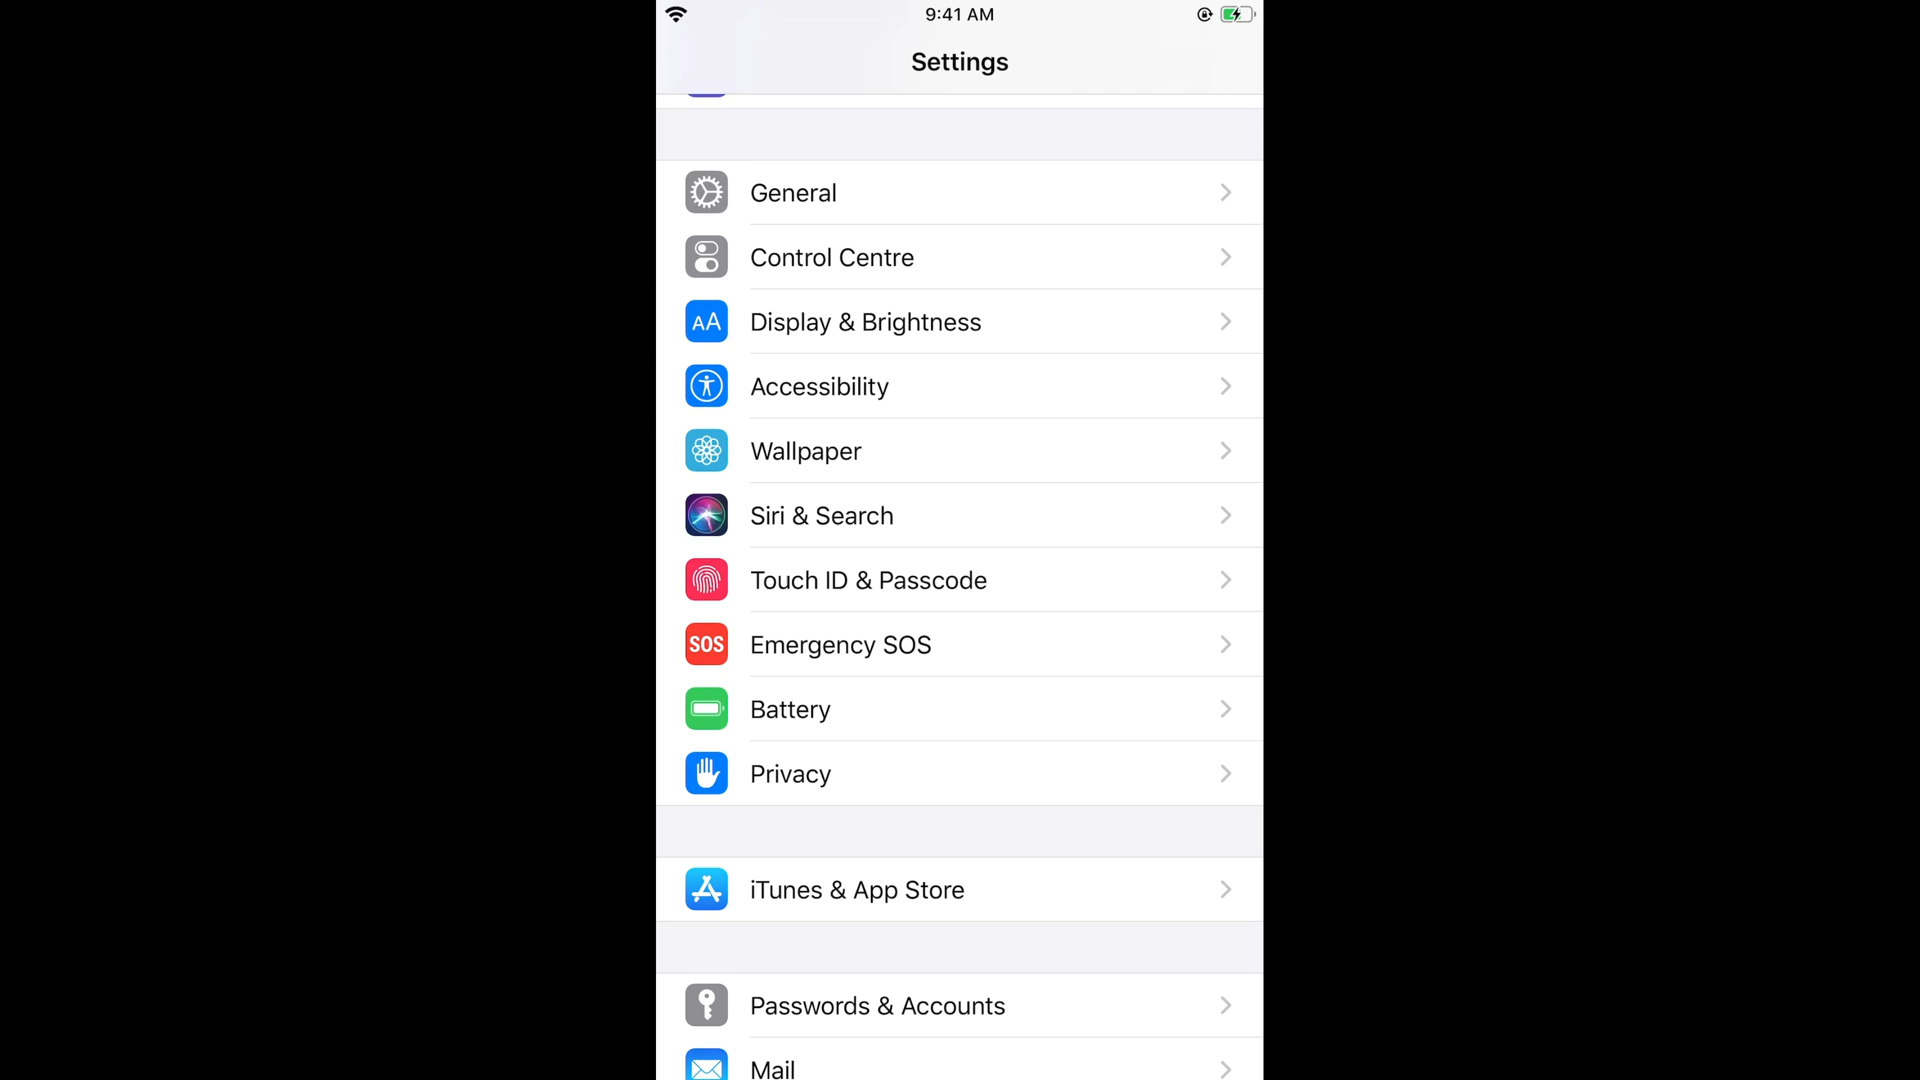 9:41 AM
Settings
General
Control Centre
AA
Display & Brightness
Accessibility
Wallpaper
Siri & Search
Touch ID & Passcode
SOS
Emergency SOS
Battery
Privacy
iTunes & App Store
Passwords & Accounts
Mail